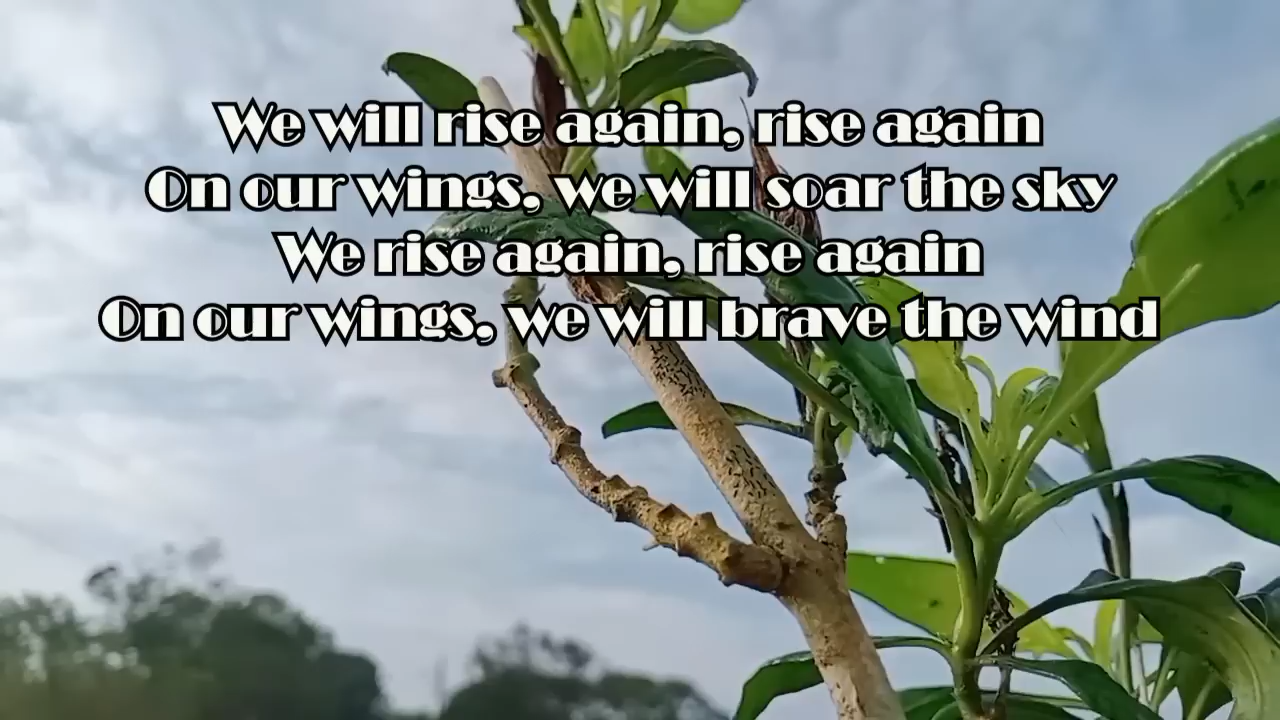 We will rise again, rise again
On our wings, we will soar the sky
We rise again, rise again
On our wings, we will brave the wind